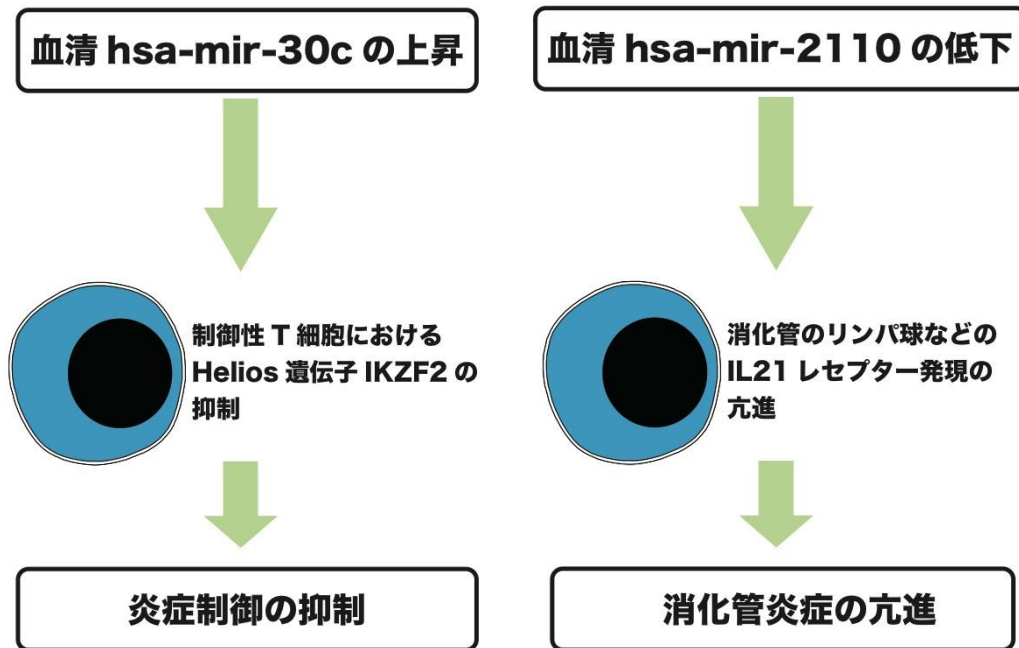 血清 hsa-mir-30c の上昇
制御性 T 細胞における
Helios 遺伝子 IKZF2 の
抑制
炎症制御の抑制
血清 hsa-mir-2110 の低下
消化管のリンパ球などの
IL21 レセプター発現の
亢進
消化管炎症の亢進